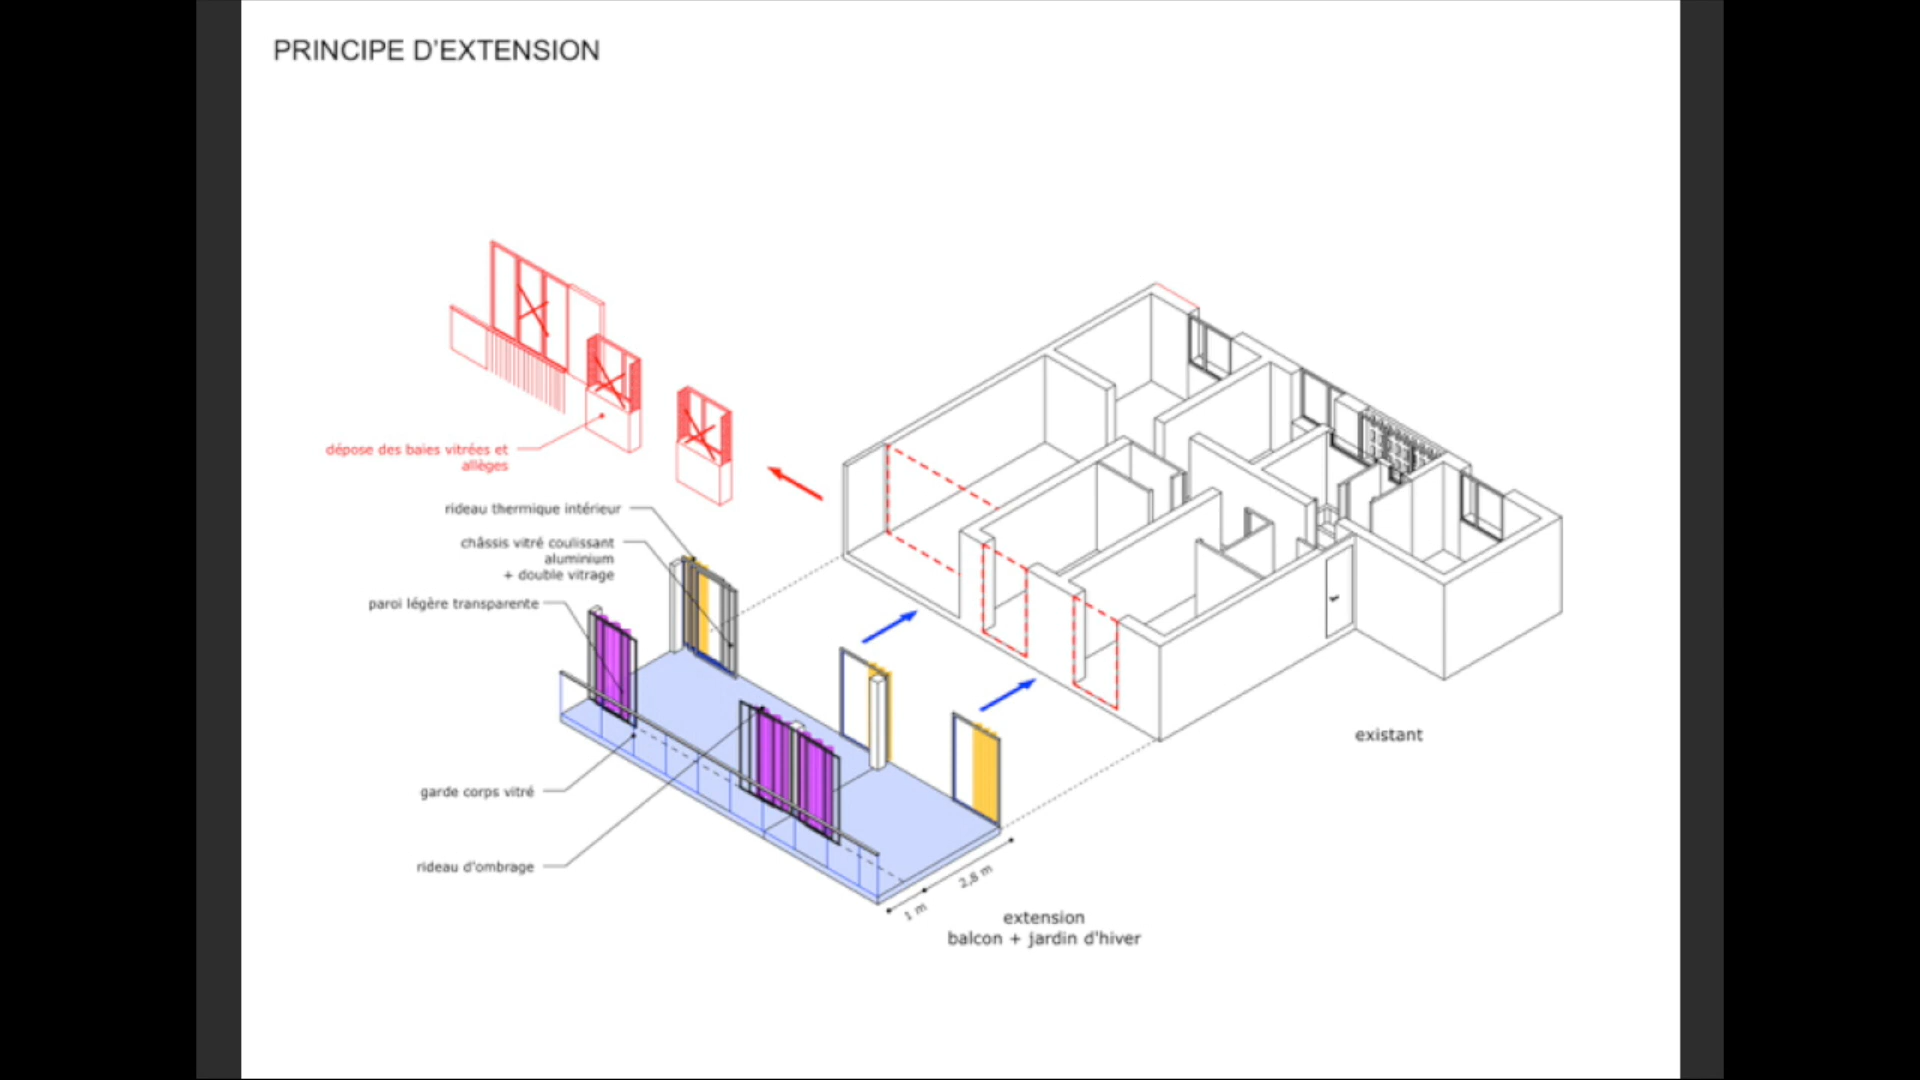 PRINCIPE D'EXTENSION
dépose des baies vitrées et
allèges
rideau thermique intérieur
châssis vitré coulissant
aluminium
+ double vitrage
paroi légère transparente
garde corps vitré
rideau d'ombrage
existant
2,8 m
1 m
extension
balcon + jardin d'hiver